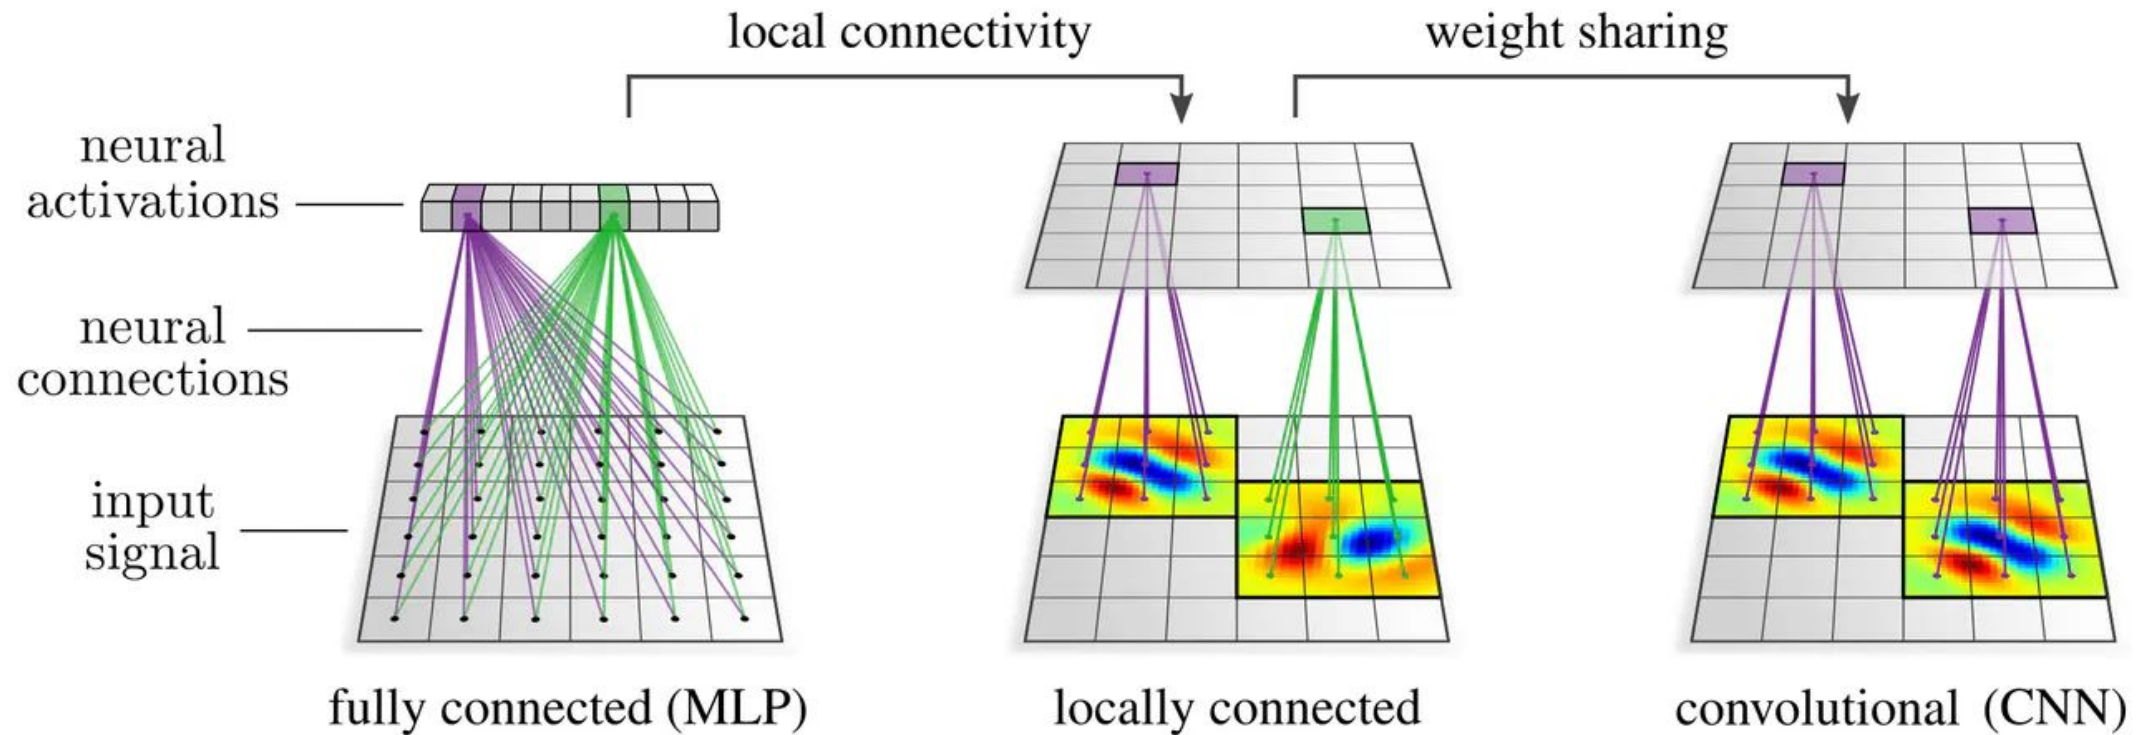 local connectivity
weight sharing
neural
activations
neural
connections
input
signal
fully connected (MLP)
locally connected
convolutional (CNN)